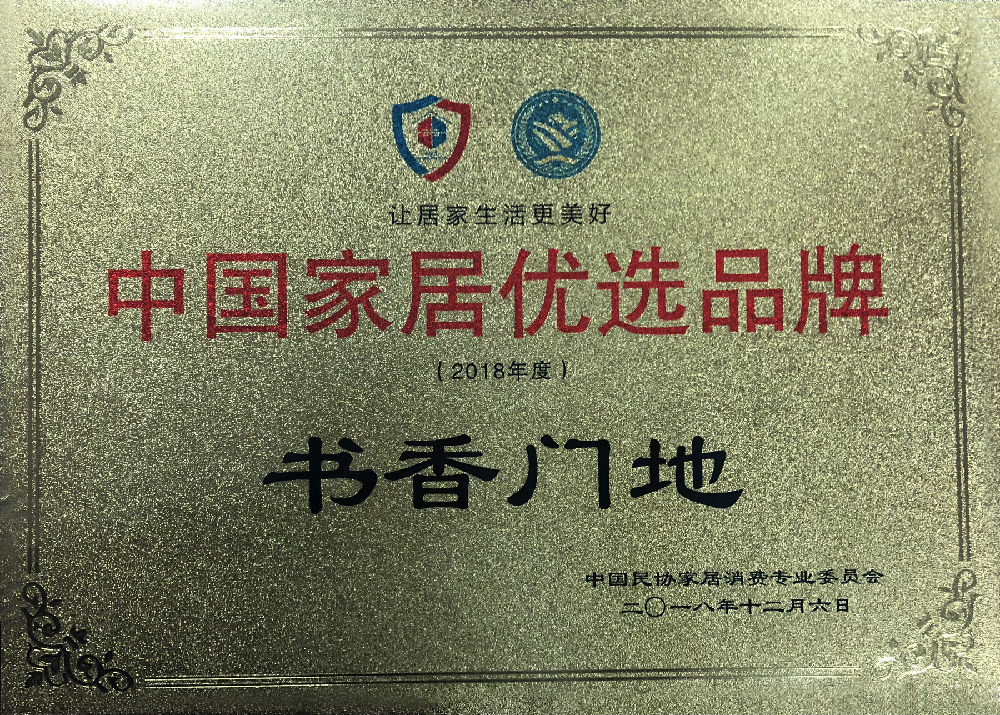 让居家生活更美好
中国家居优选品牌
（2018年度）
书香门地
中国民协家居消费专业委员会
二〇一八年十二月六日